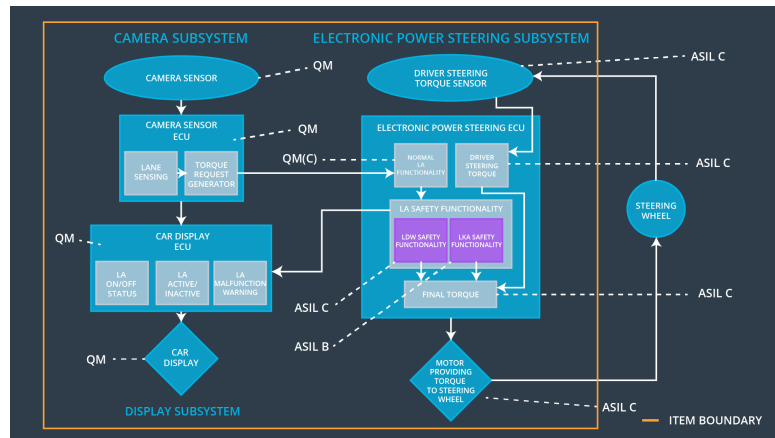 CAMERA SUBSYSTEM
ELECTRONIC POWER STEERING SUBSYSTEM
CAMERA SENSOR
QM
DRIVER STEERING
TORQUE SENSOR
ASIL C
CAMERA SENSOR
ECU
QM
LANE
SENSING
TORQUE
REQUEST
GENERATOR
ELECTRONIC POWER STEERING ECU
QM(C)
NORMAL
LA
FUNCTIONALITY
DRIVER
STEERING
TORQUE
ASIL C
STEERING
WHEEL
LA SAFETY FUNCTIONALITY
LDW SAFETY
FUNCTIONALITY
LKA SAFETY
FUNCTIONALITY
QM
CAR DISPLAY
ECU
LA
ON/OFF
STATUS
LA
ACTIVE/
INACTIVE
LA
MALFUNCTION
WARNING
ASIL C
FINAL TORQUE
ASIL C
ASIL B
QM
CAR
DISPLAY
MOTOR
PROVIDING
TORQUE
TO STEERING
WHEEL
ASIL C
DISPLAY SUBSYSTEM
ITEM BOUNDARY